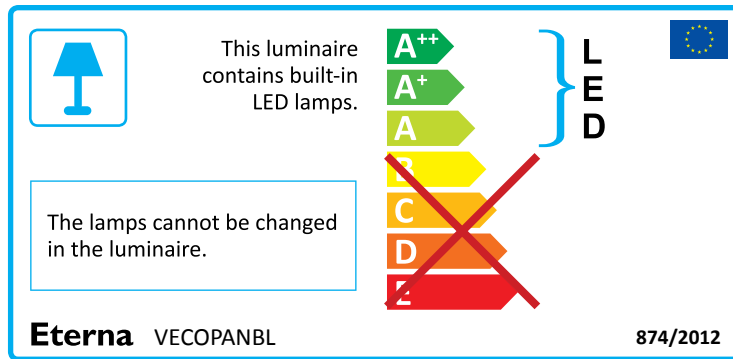 This luminaire
contains built-in
LED lamps.
A++
A+
A
B
C
D
E
L
E
D
The lamps cannot be changed
in the luminaire.
Eterna VECOPANBL
874/2012